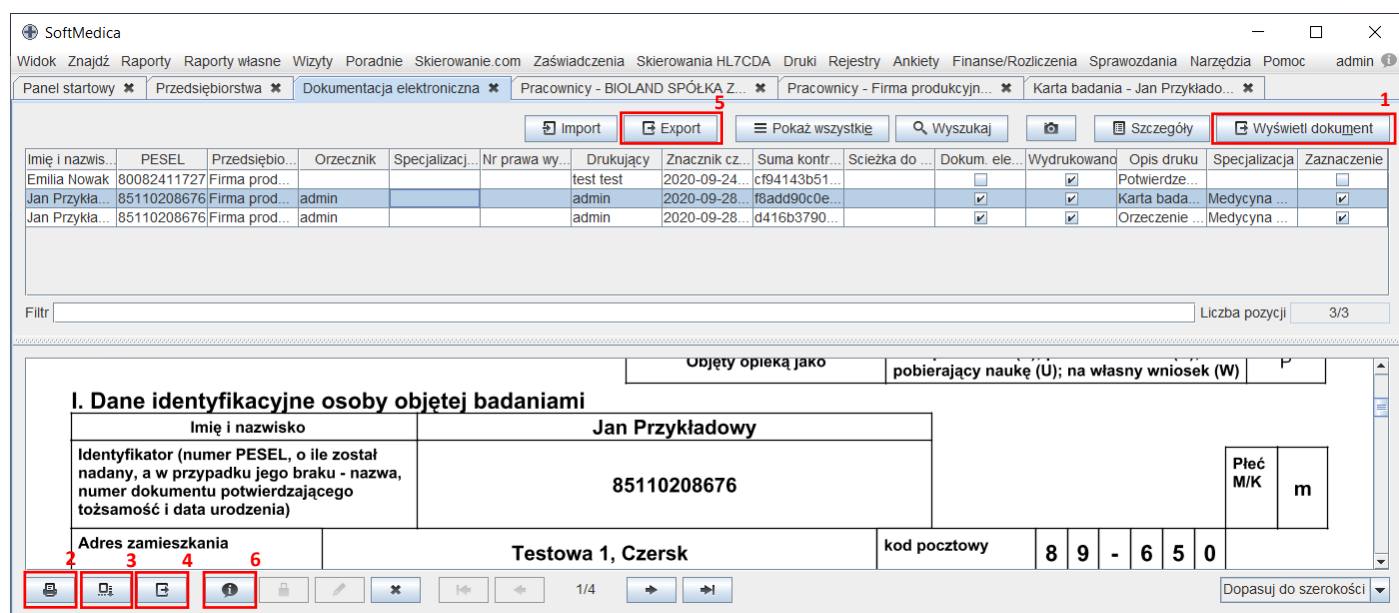 SoftMedica
Widok Znajdź Raporty Raporty własne Wizyty Poradnie Skierowanie.com Zaświadczenia Skierowania HL7CDA Druki Rejestry Ankiety Finanse/Rozliczenia Sprawozdania Narzędzia Pomoc admin
Panel startowy Przedsiębiorstwa Dokumentacja elektroniczna Pracownicy - BIOLAND SPÓŁKA Z... Pracownicy - Firma produkcyjn... Karta badania - Jan Przykłado...
5 1
Import Export Pokaż wszystkie Wyszukaj Szczegóły Wyświetl dokument
Imię i nazwis... PESEL Przedsiębio... Orzecznik Specjalizacj... Nr prawa wy... Drukujący Znacznik cz... Suma kontr... Scieżka do ... Dokum. ele... Wydrukowano Opis druku Specjalizacja Zaznaczenie
Emilia Nowak 80082411727 Firma prod... test test 2020-09-24... cf94143b51... Potwierdze...
Jan Przykła... 85110208676 Firma prod... admin admin 2020-09-28... f8add90c0e... Karta bada... Medycyna ...
Jan Przykła... 85110208676 Firma prod... admin admin 2020-09-28... d416b3790... Orzeczenie ... Medycyna ...
Filtr Liczba pozycji 3/3
Objęty opieką jako pobierający naukę (U); na własny wniosek (W) P
I. Dane identyfikacyjne osoby objętej badaniami
Imię i nazwisko Jan Przykładowy
Identyfikator (numer PESEL, o ile został
nadany, a w przypadku jego braku - nazwa,
numer dokumentu potwierdzającego
tożsamość i data urodzenia)
85110208676
Płeć
M/K
m
Adres zamieszkania Testowa 1, Czersk kod pocztowy 8 9 - 6 5 0
2 3 4 6
1/4 Dopasuj do szerokości